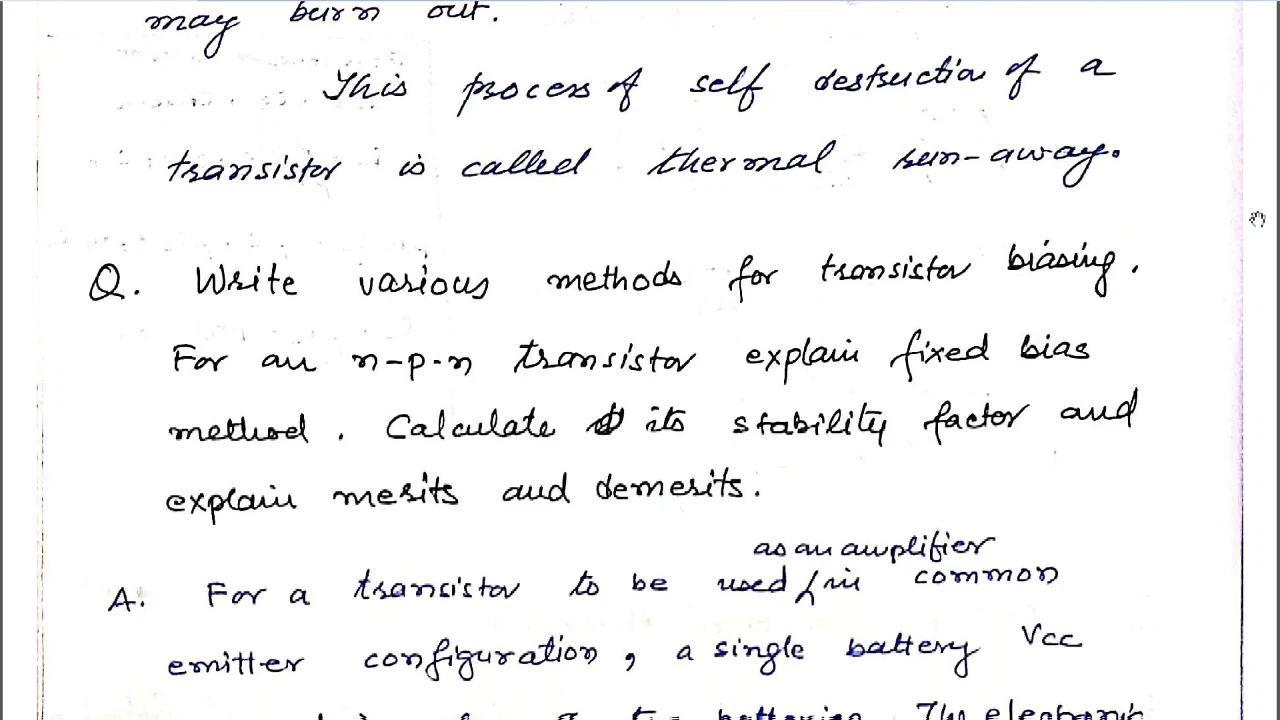 may burn out.
This process of self destruction of a
transistor is called thermal run-away.
Q. Write various methods for transistor biasing.
For an n-p-n transistor explain fixed bias
method. Calculate its stability factor and
explain merits and demerits.
as an amplifier
A. For a transistor to be used in common
emitter configuration, a single battery Vcc
The electronic